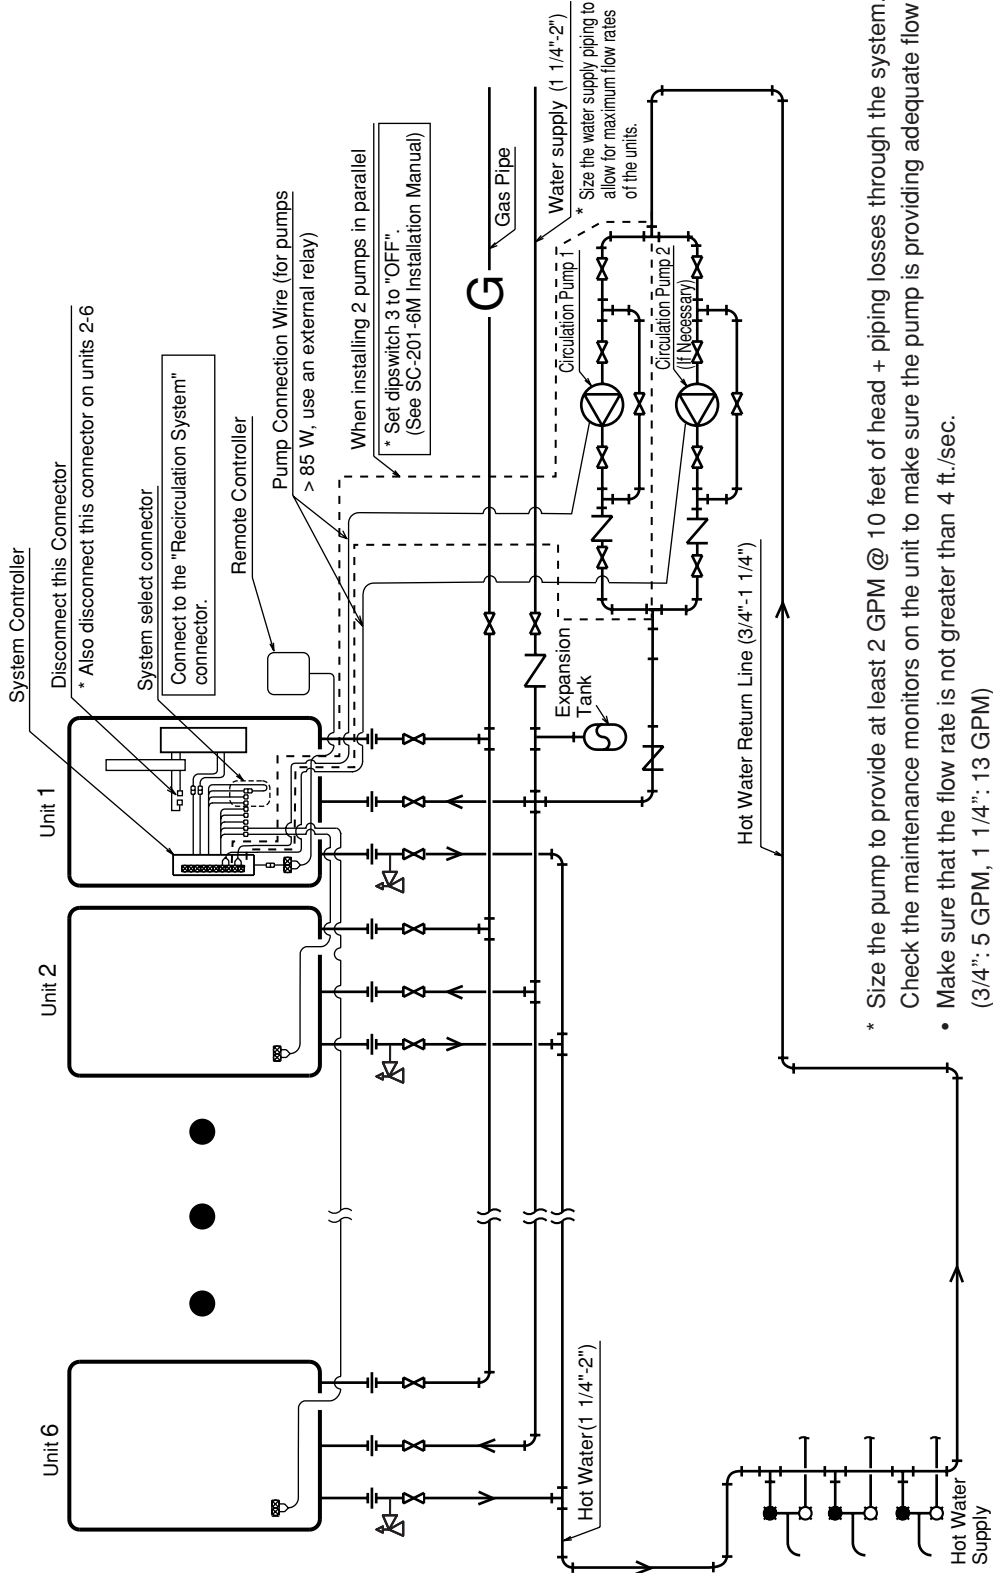 System Controller
Disconnect this Connector
* Also disconnect this connector on units 2-6
System select connector
Connect to the "Recirculation System"
connector.
Remote Controller
Pump Connection Wire (for pumps
> 85 W, use an external relay)
When installing 2 pumps in parallel
* Set dipswitch 3 to "OFF".
(See SC-201-6M Installation Manual)
G
Gas Pipe
Water supply (1 1/4"-2")
* Size the water supply piping to
allow for maximum flow rates
of the units.
Unit 1
Unit 2
Unit 6
Circulation Pump 1
Circulation Pump 2
(If Necessary)
Expansion
Tank
Hot Water Return Line (3/4"-1 1/4")
Hot Water (1 1/4"-2")
Hot Water
Supply
* Size the pump to provide at least 2 GPM @ 10 feet of head + piping losses through the system.
Check the maintenance monitors on the unit to make sure the pump is providing adequate flow
• Make sure that the flow rate is not greater than 4 ft./sec.
(3/4”: 5 GPM, 1 1/4”: 13 GPM)